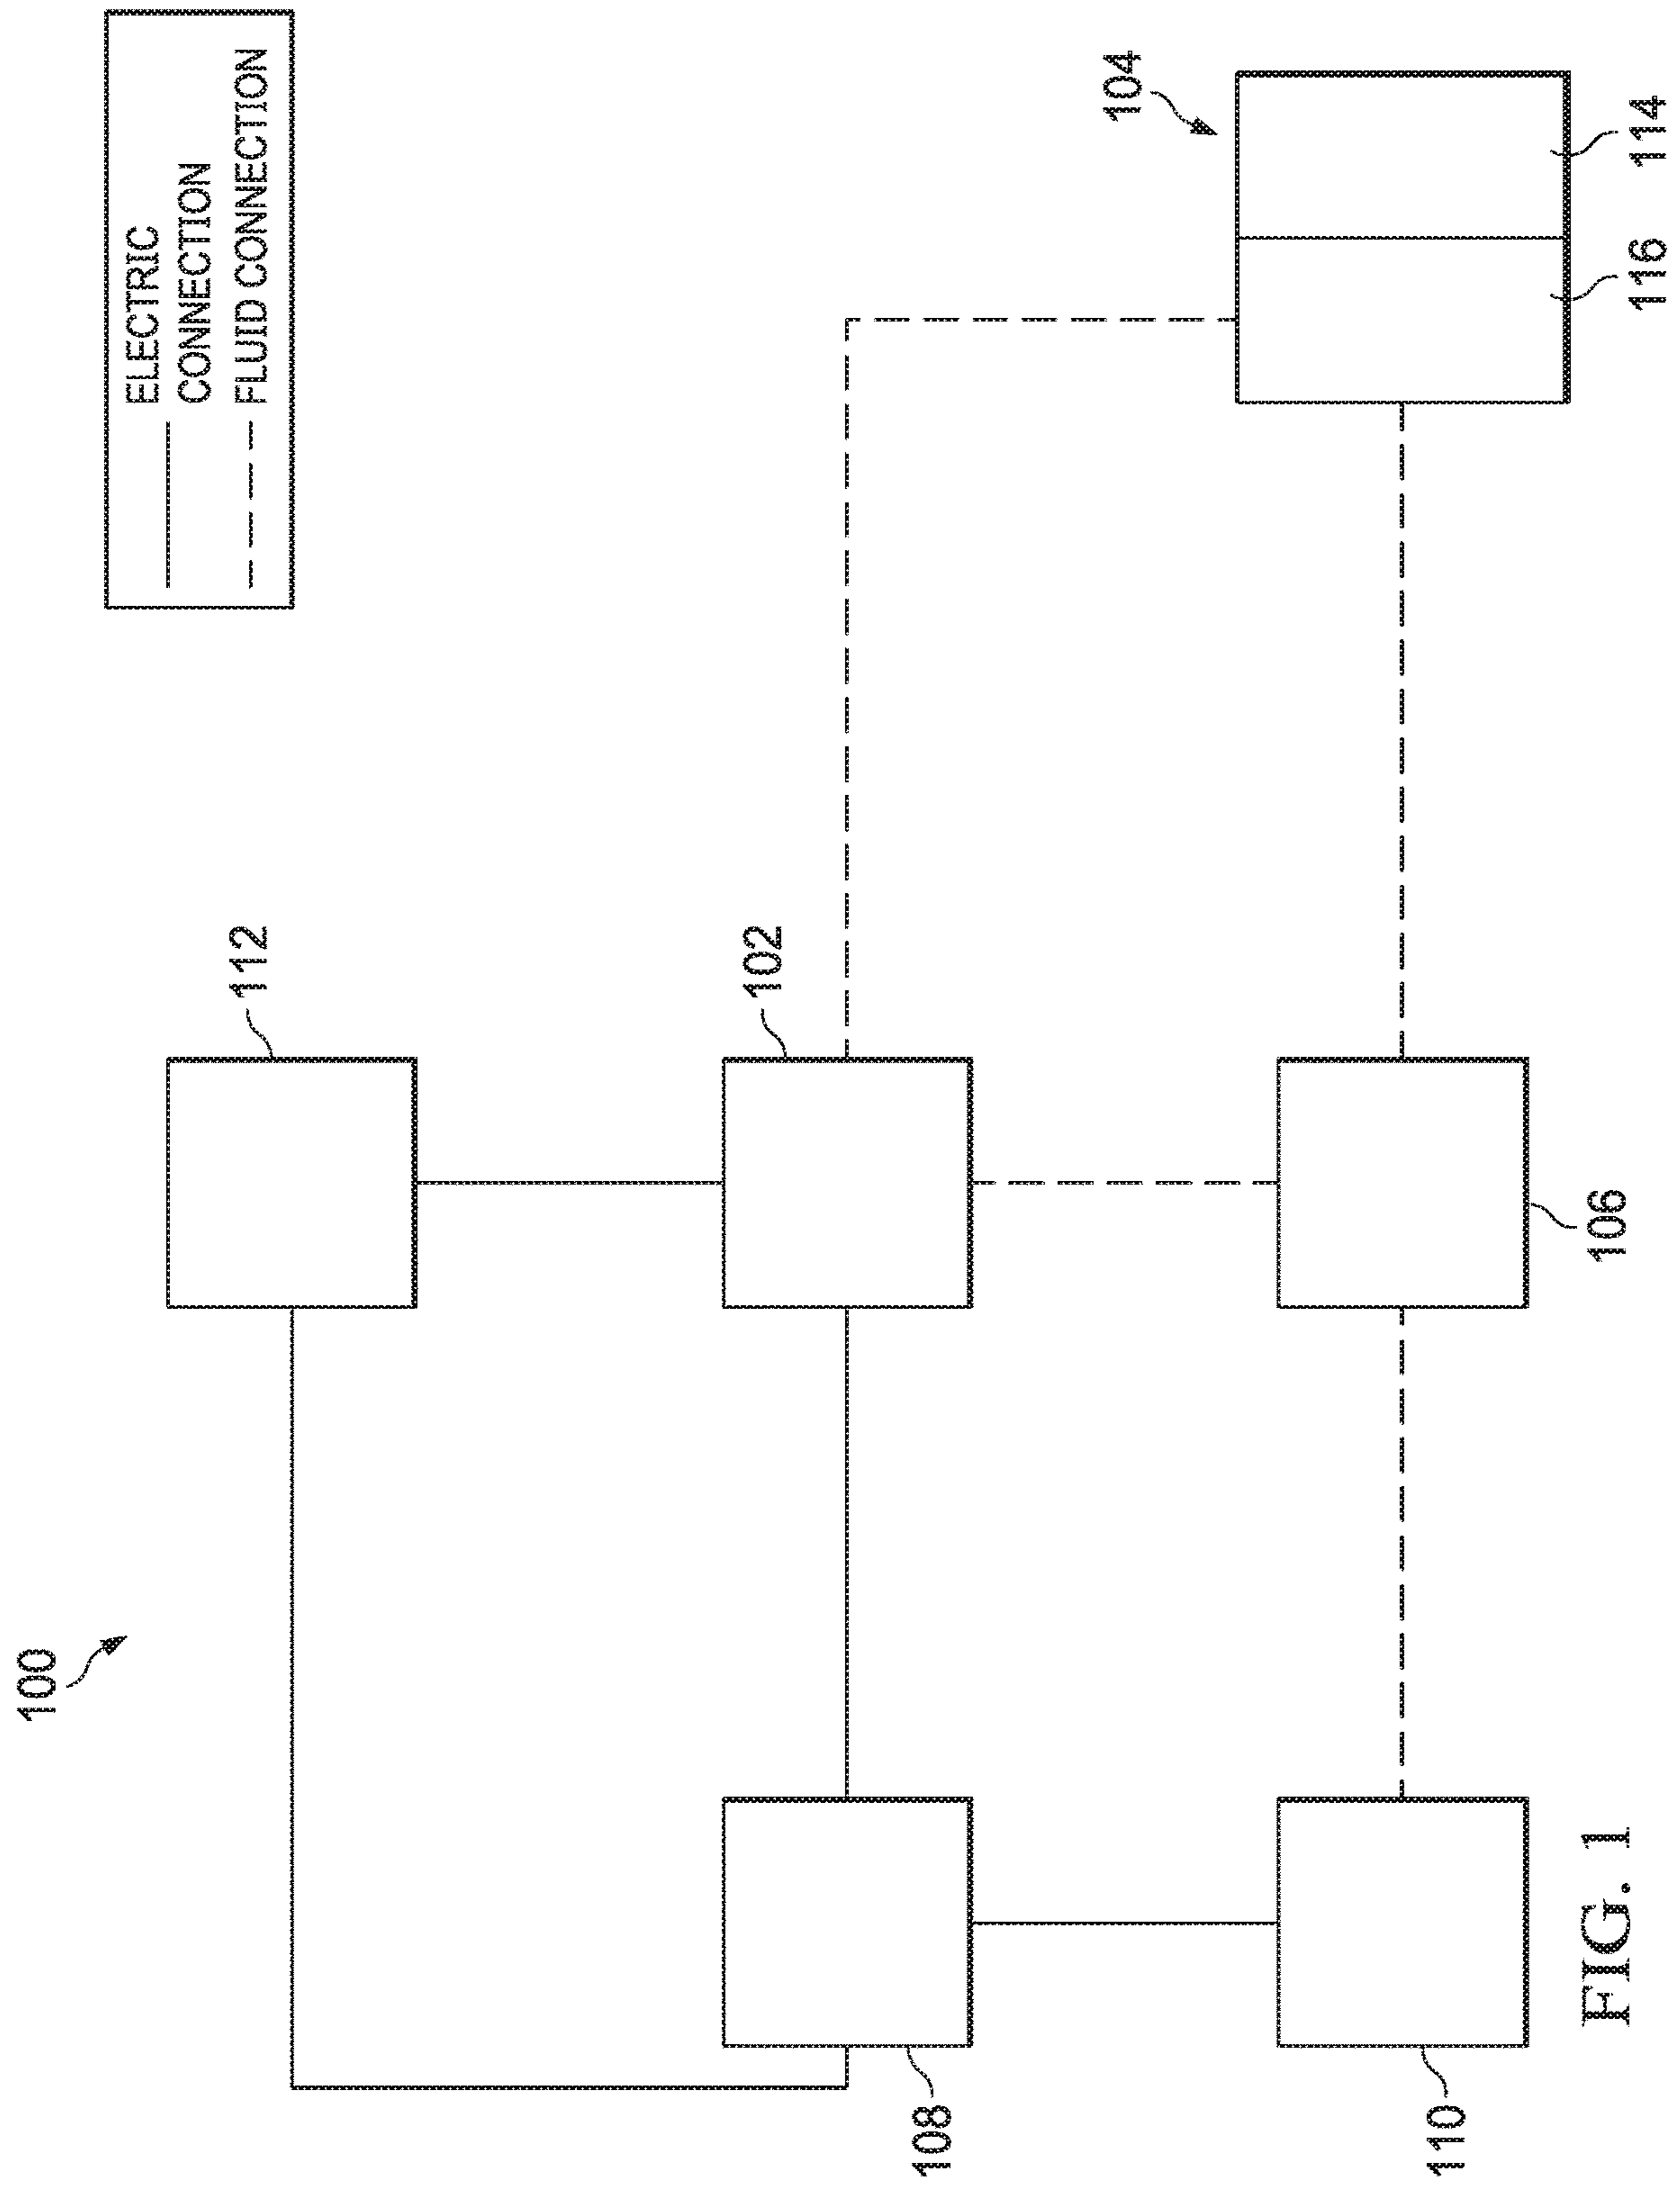 100
ELECTRIC
CONNECTION
FLUID CONNECTION
112
102
108
104
110
106
116
114
FIG. 1